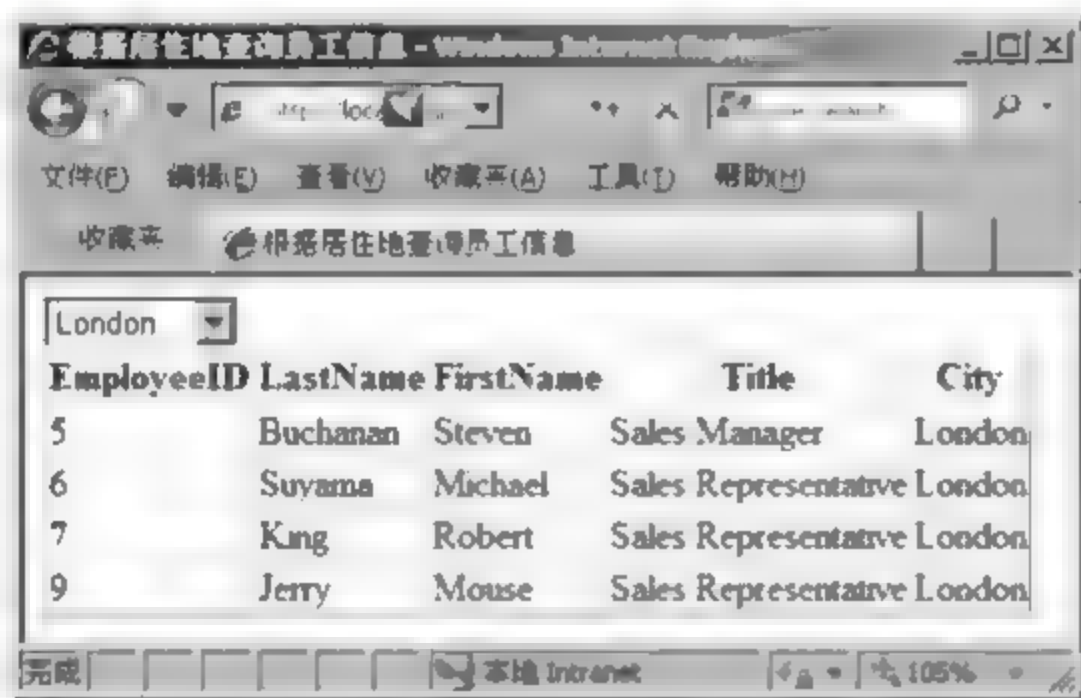 根据居住地查询员工信息 - Windows Internet Explorer
文件(F) 编辑(E) 查看(V) 收藏夹(A) 工具(T) 帮助(H)
收藏夹 根据居住地查询员工信息
London
EmployeeID LastName FirstName Title City
5 Buchanan Steven Sales Manager London
6 Suyama Michael Sales Representative London
7 King Robert Sales Representative London
9 Jerry Mouse Sales Representative London
完成 本地 Intranet 105%